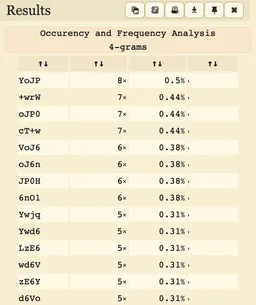 Results
Occurency and Frequency Analysis
4-grams
↑↓ ↑↓ ↑↓ ↑↓
YoJP 8× 0.5%
+wrW 7× 0.44%
oJP0 7× 0.44%
cT+w 7× 0.44%
VoJ6 6× 0.38%
oJ6n 6× 0.38%
JP0H 6× 0.38%
6nO1 6× 0.38%
Ywjq 5× 0.31%
Ywd6 5× 0.31%
LzE6 5× 0.31%
wd6V 5× 0.31%
zE6Y 5× 0.31%
d6Vo 5× 0.31%